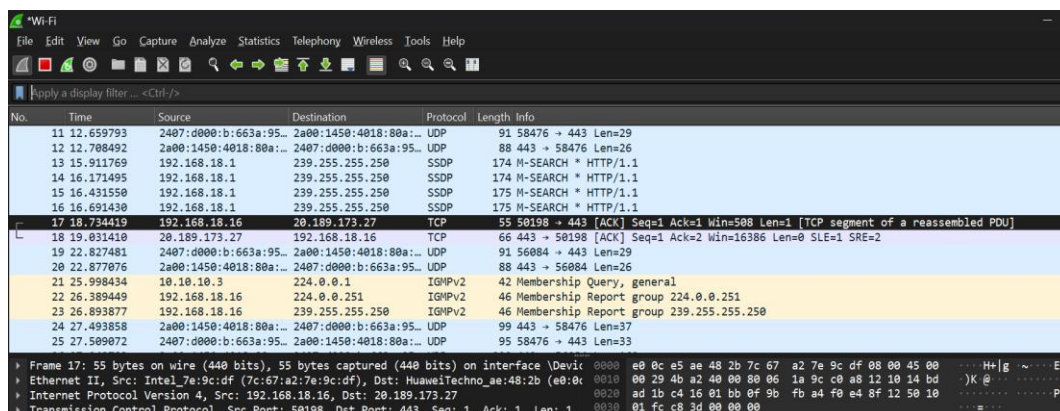 *Wi-Fi
File Edit View Go Capture Analyze Statistics Telephony Wireless Tools Help
Apply a display filter ... <Ctrl-/>
No. Time Source Destination Protocol Length Info
11 12.659793 2407:d000:b:663a:95… 2a00:1450:4018:80a:… UDP 91 58476 → 443 Len=29
12 12.708492 2a00:1450:4018:80a:… 2407:d000:b:663a:95… UDP 88 443 → 58476 Len=26
13 15.911769 192.168.18.1 239.255.255.250 SSDP 174 M-SEARCH * HTTP/1.1
14 16.171495 192.168.18.1 239.255.255.250 SSDP 174 M-SEARCH * HTTP/1.1
15 16.431550 192.168.18.1 239.255.255.250 SSDP 175 M-SEARCH * HTTP/1.1
16 16.691430 192.168.18.1 239.255.255.250 SSDP 175 M-SEARCH * HTTP/1.1
17 18.734419 192.168.18.16 20.189.173.27 TCP 55 50198 → 443 [ACK] Seq=1 Ack=1 Win=508 Len=1 [TCP segment of a reassembled PDU]
18 19.031410 20.189.173.27 192.168.18.16 TCP 66 443 → 50198 [ACK] Seq=1 Ack=2 Win=16386 Len=0 SLE=1 SRE=2
19 22.827481 2407:d000:b:663a:95… 2a00:1450:4018:80a:… UDP 91 56084 → 443 Len=29
20 22.877076 2a00:1450:4018:80a:… 2407:d000:b:663a:95… UDP 88 443 → 56084 Len=26
21 25.998434 10.10.10.3 224.0.0.1 IGMPv2 42 Membership Query, general
22 26.389449 192.168.18.16 224.0.0.251 IGMPv2 46 Membership Report group 224.0.0.251
23 26.893877 192.168.18.16 239.255.255.250 IGMPv2 46 Membership Report group 239.255.255.250
24 27.493858 2a00:1450:4018:80a:… 2407:d000:b:663a:95… UDP 99 443 → 58476 Len=37
25 27.509072 2407:d000:b:663a:95… 2a00:1450:4018:80a:… UDP 95 58476 → 443 Len=33
Frame 17: 55 bytes on wire (440 bits), 55 bytes captured (440 bits) on interface \Devic 0000 e0 0c e5 ae 48 2b 7c 67 a2 7e 9c df 08 00 45 00 ····H+|g ·~····E
Ethernet II, Src: Intel_7e:9c:df (7c:67:a2:7e:9c:df), Dst: HuaweiTechno_ae:48:2b (e0:0c 0010 00 29 4b a2 40 00 80 06 1a 9c c0 a8 12 10 14 bd ·)K·@···
Internet Protocol Version 4, Src: 192.168.18.16, Dst: 20.189.173.27 0020 ad 1b c4 16 01 bb 0f 9b fb a4 f0 e4 8f 12 50 10 P
Transmission Control Protocol, Src Port: 50198, Dst Port: 443, Seq: 1, Ack: 1, Len: 1 0030 01 fc c8 3d 00 00 00 ···=···